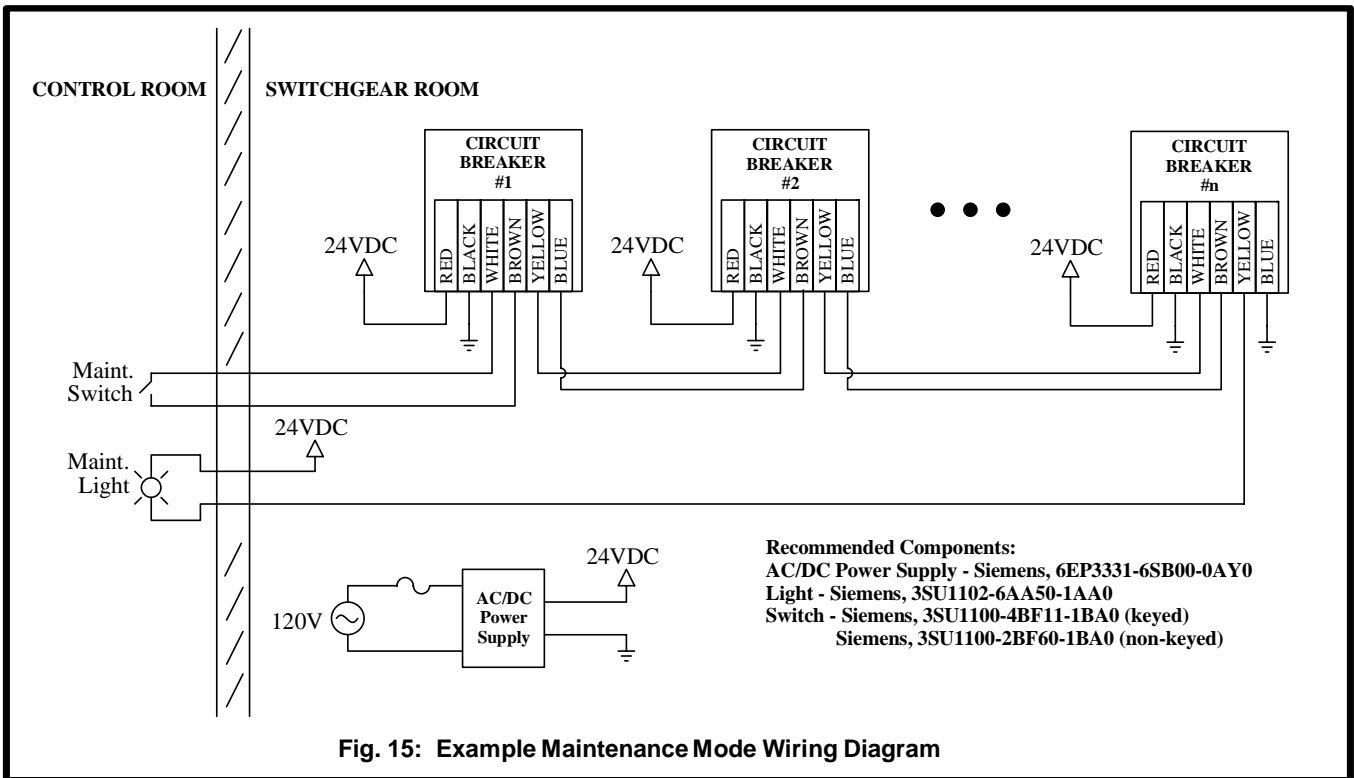 CONTROL ROOM
SWITCHGEAR ROOM
CIRCUIT
BREAKER
#1
RED
BLACK
WHITE
BROWN
YELLOW
BLUE
24VDC
CIRCUIT
BREAKER
#2
RED
BLACK
WHITE
BROWN
YELLOW
BLUE
24VDC
CIRCUIT
BREAKER
#n
RED
BLACK
WHITE
BROWN
YELLOW
BLUE
24VDC
Maint.
Switch
24VDC
Maint.
Light
120V
AC/DC
Power
Supply
24VDC
Recommended Components:
AC/DC Power Supply - Siemens, 6EP3331-6SB00-0AY0
Light - Siemens, 3SU1102-6AA50-1AA0
Switch - Siemens, 3SU1100-4BF11-1BA0 (keyed)
Siemens, 3SU1100-2BF60-1BA0 (non-keyed)
Fig. 15: Example Maintenance Mode Wiring Diagram